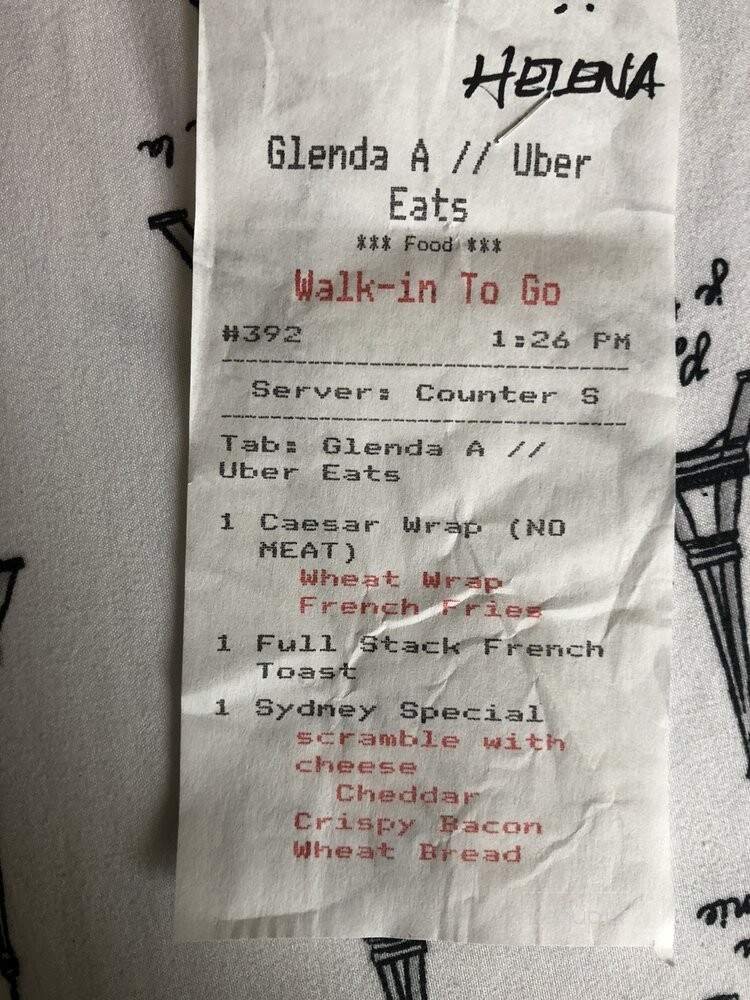 HELENA
Glenda A // Uber
Eats
*** Food ***
Walk-in To Go
#392 1:26 PM
Server: Counter S
Tab: Glenda A //
Uber Eats
1 Caesar Wrap (NO
MEAT)
Wheat Wrap
French Fries
1 Full Stack French
Toast
1 Sydney Special
scramble with
cheese
Cheddar
Crispy Bacon
Wheat Bread
la
je